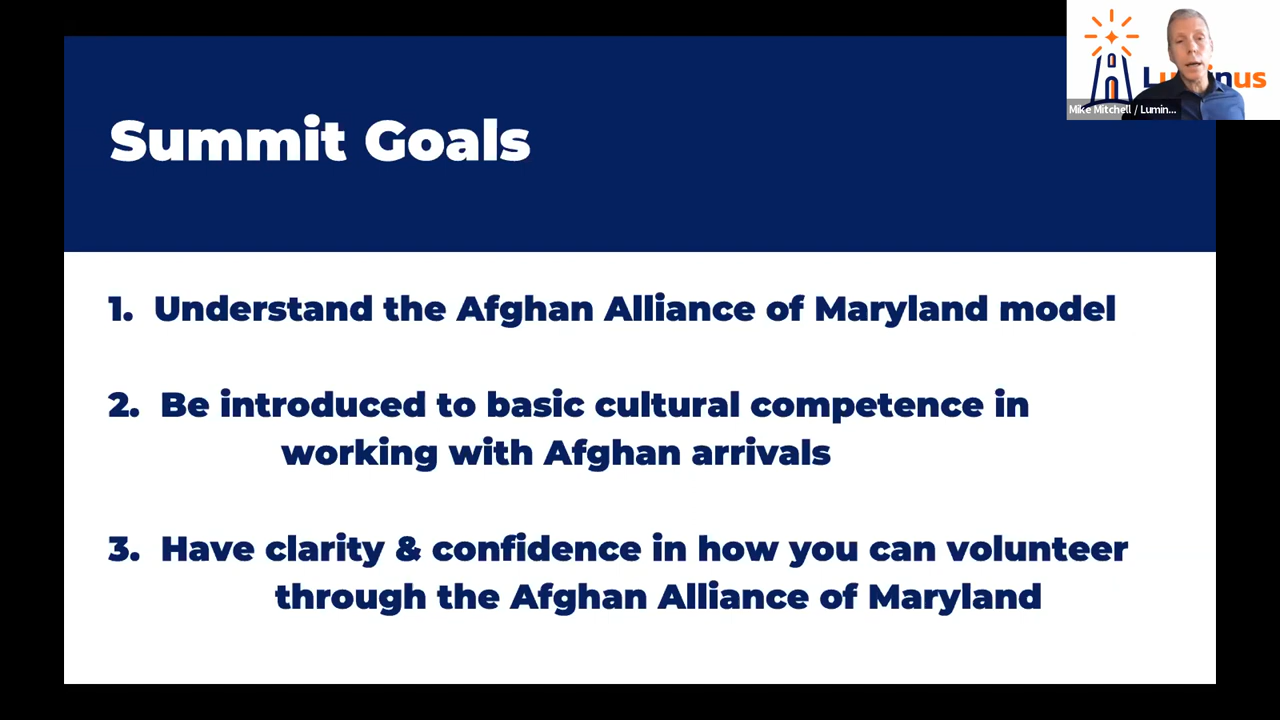 Summit Goals
Luminus
Mike Mitchell / Lumin...
1. Understand the Afghan Alliance of Maryland model
2. Be introduced to basic cultural competence in
working with Afghan arrivals
3. Have clarity & confidence in how you can volunteer
through the Afghan Alliance of Maryland